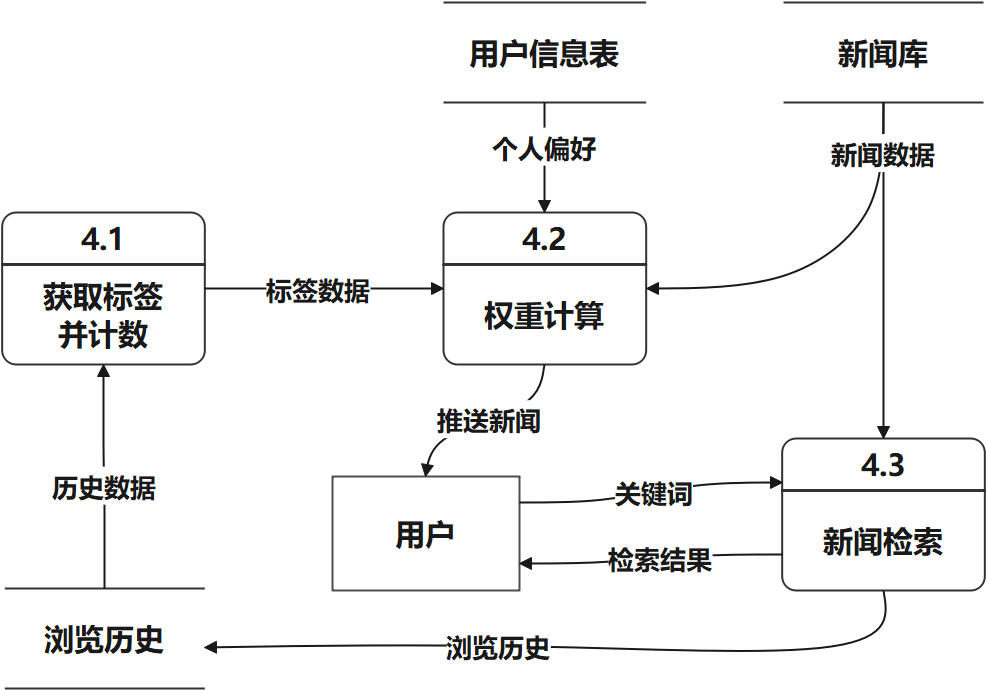 用户信息表
新闻库
个人偏好
新闻数据
4.1
获取标签
并计数
标签数据
4.2
权重计算
推送新闻
历史数据
用户
关键词
检索结果
4.3
新闻检索
浏览历史
浏览历史